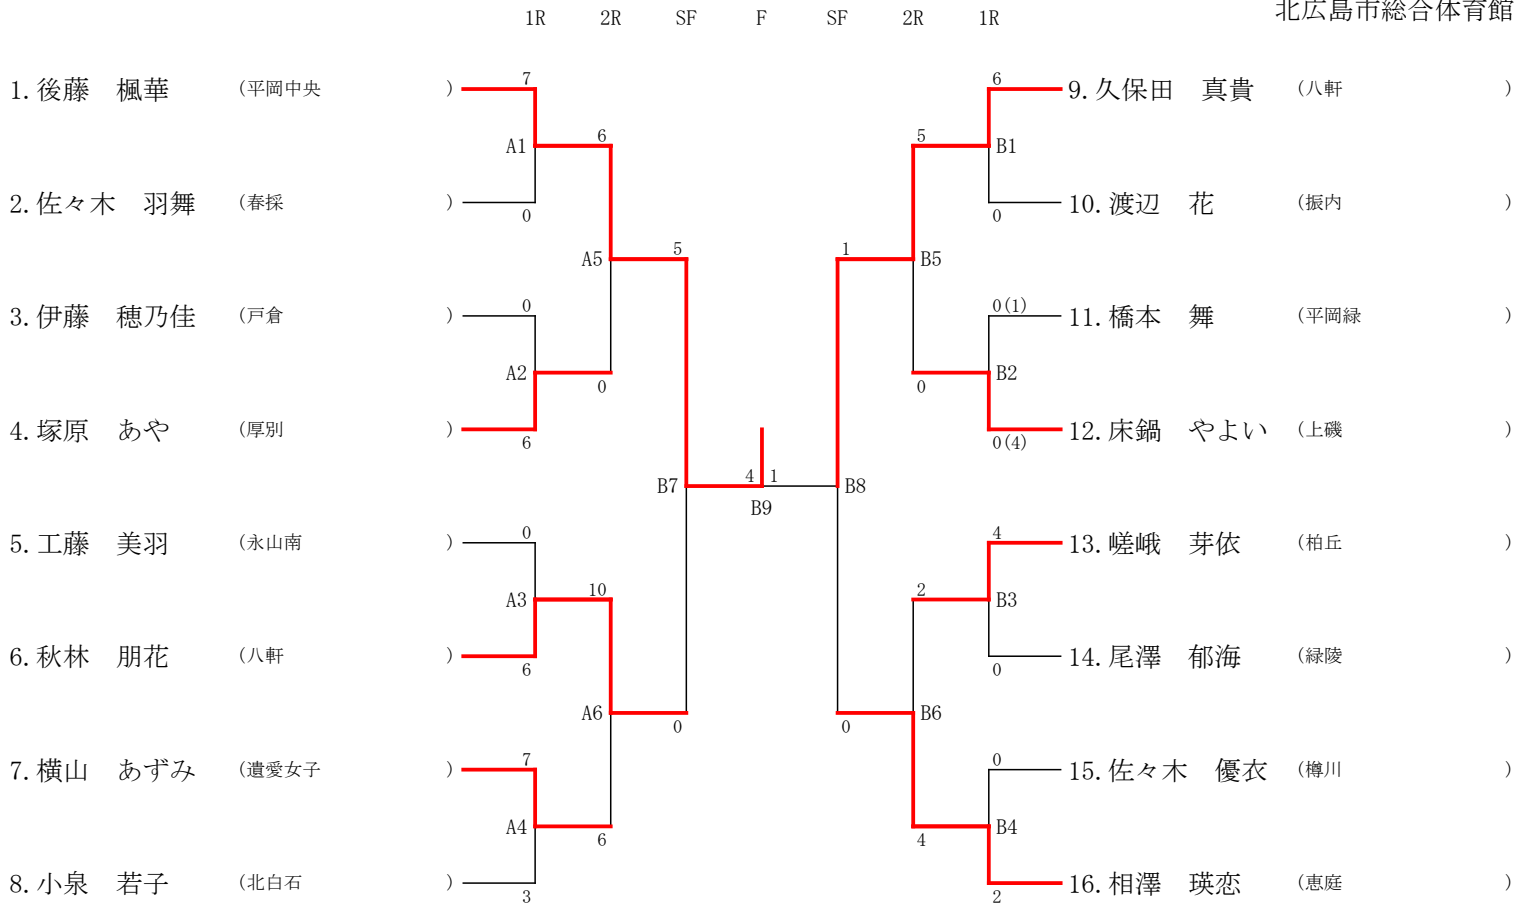 北広島市総合体育館
1R 2R SF F SF 2R 1R
7 6
1. 後藤 楓華 (平岡中央 ) 9. 久保田 真貴 (八軒 )
A1 6 5 B1
2. 佐々木 羽舞 (春採 ) 10. 渡辺 花 (振内 )
0 0
A5 5 1 B5
0 0(1)
3. 伊藤 穂乃佳 (戸倉 ) 11. 橋本 舞 (平岡緑 )
A2 B2
0 0
4. 塚原 あや (厚別 ) 12. 床鍋 やよい (上磯 )
6 0(4)
B7 4 1 B8
B9
0 4
5. 工藤 美羽 (永山南 ) 13. 嵯峨 芽依 (柏丘 )
A3 10 2 B3
6. 秋林 朋花 (八軒 ) 14. 尾澤 郁海 (緑陵 )
6 0
A6 0 0 B6
7 0
7. 横山 あずみ (遺愛女子 ) 15. 佐々木 優衣 (樽川 )
A4 B4
6 4
8. 小泉 若子 (北白石 ) 16. 相澤 瑛恋 (恵庭 )
3 2